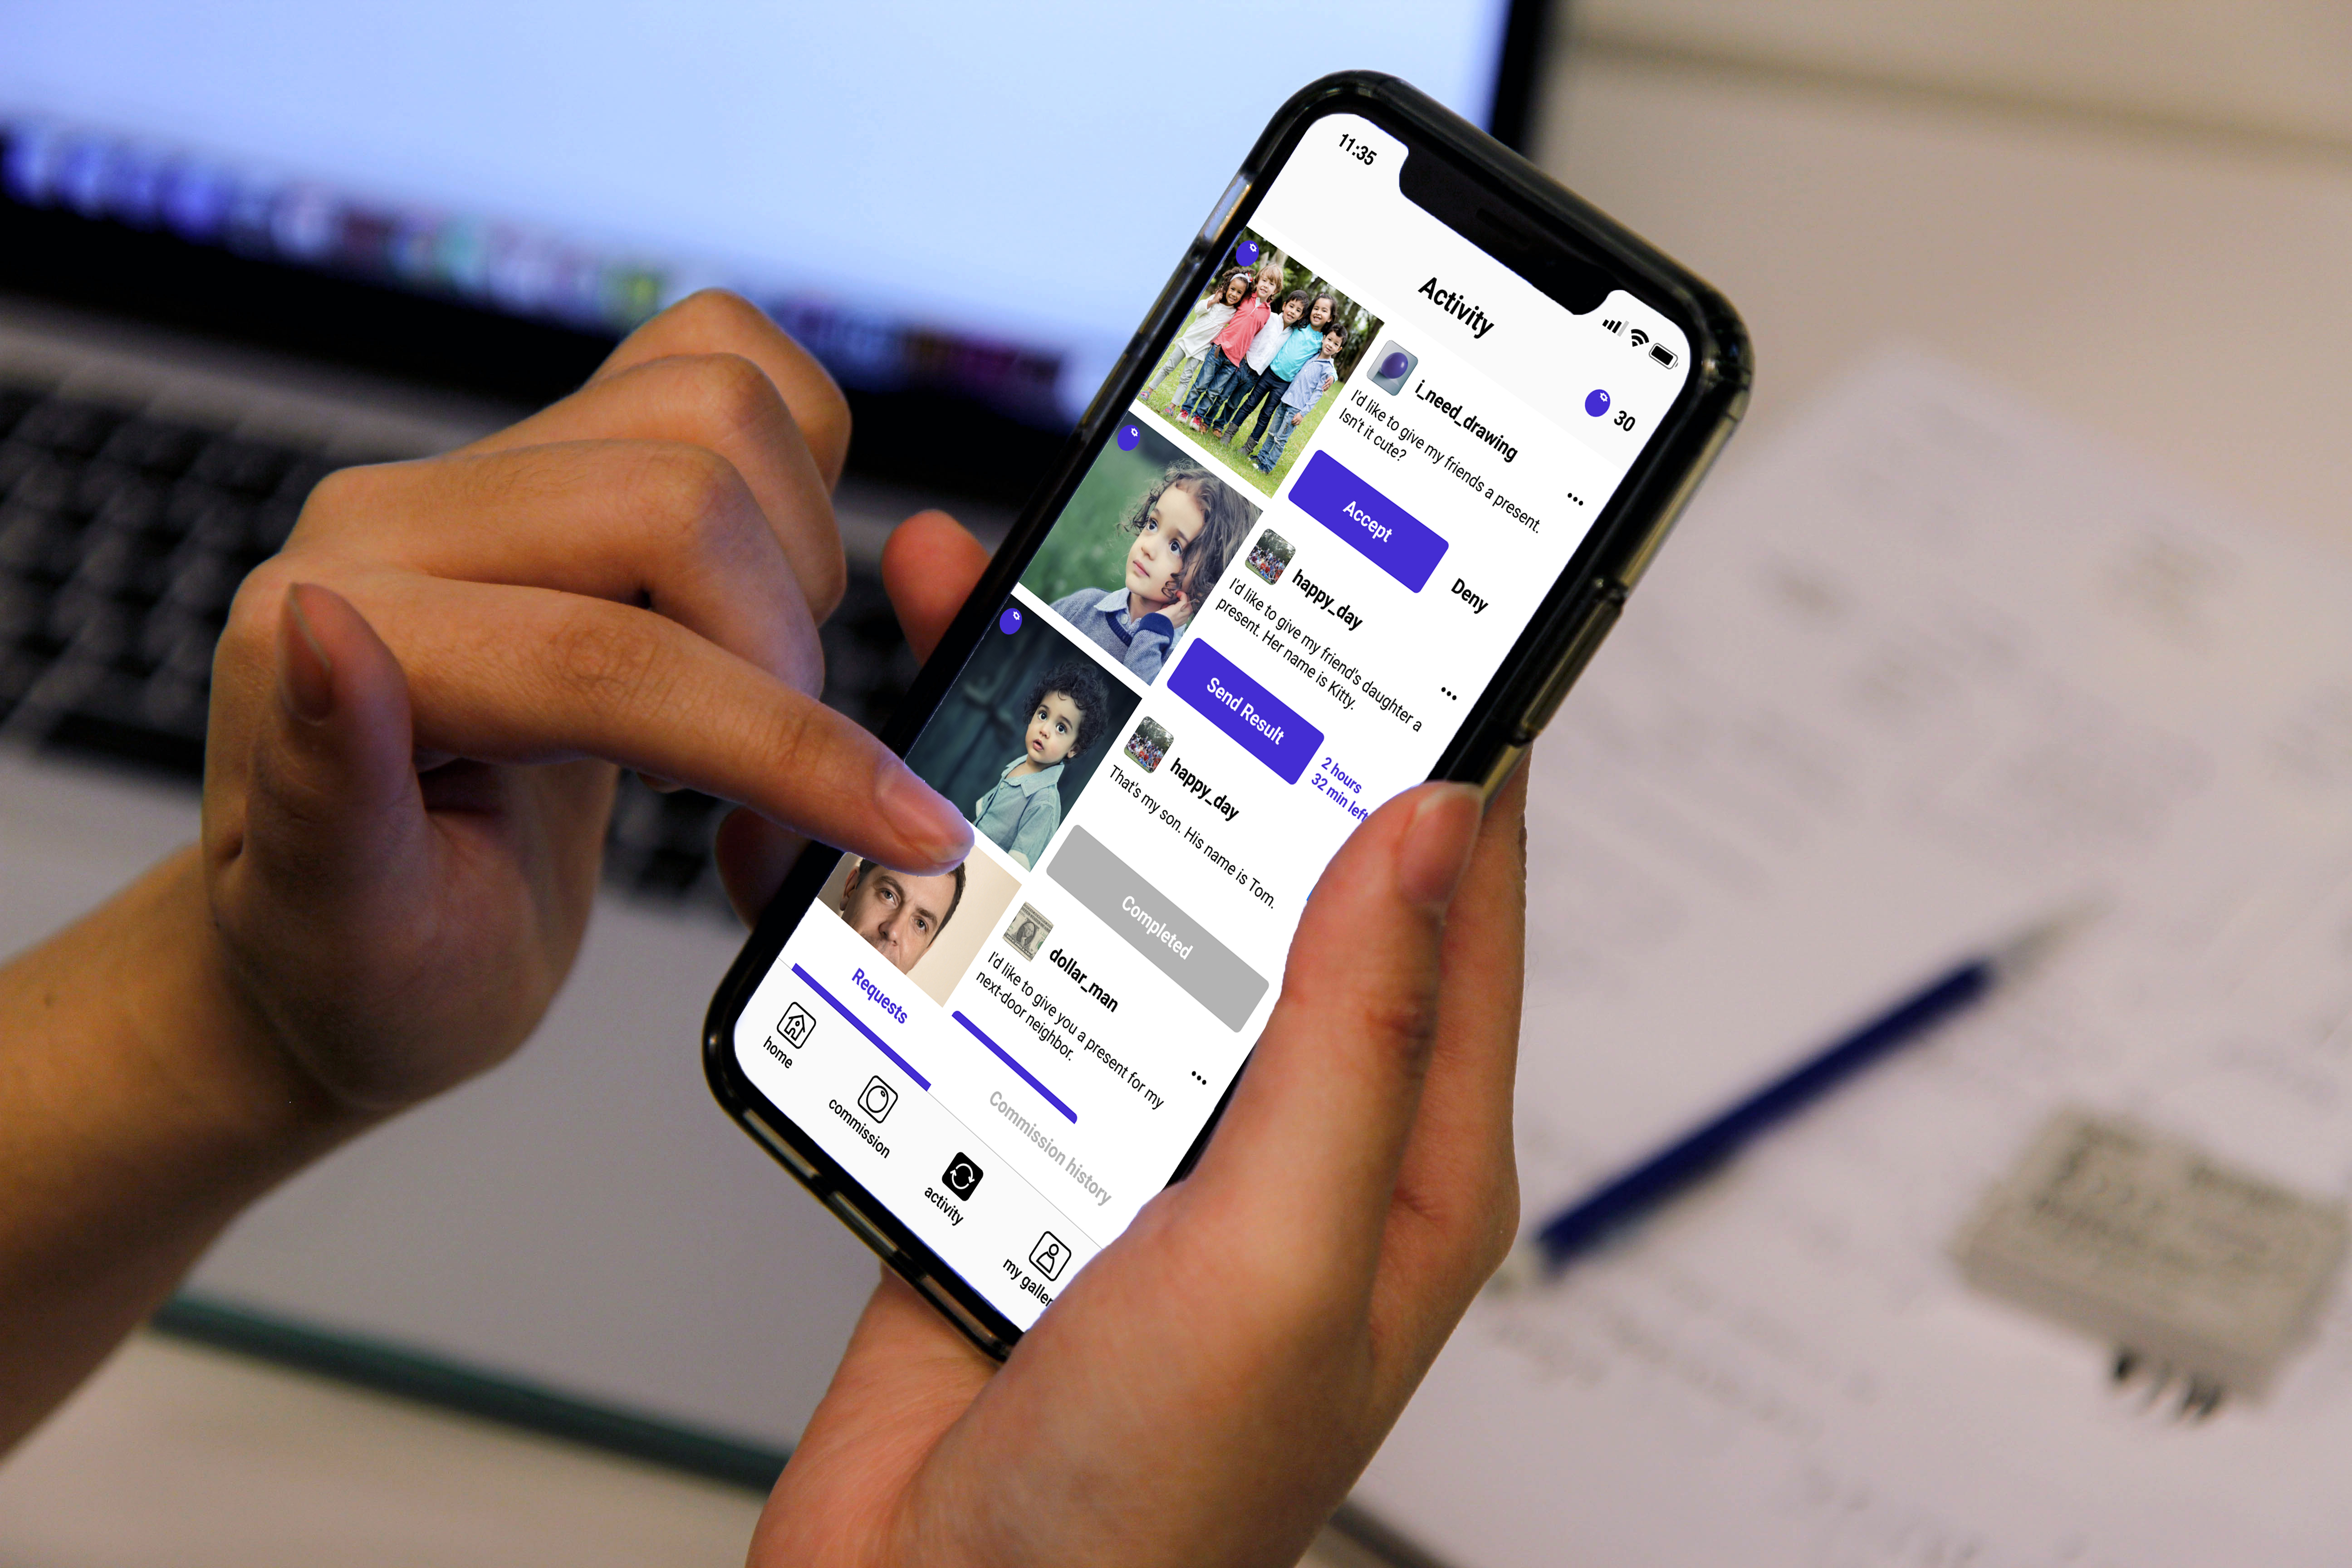 11:35
Activity
30
i_need_drawing
I'd like to give my friends a present.
Isn't it cute?
Accept
Deny
happy_day
I'd like to give my friend's daughter a
present. Her name is Kitty.
Send Result
2 hours
32 min left
happy_day
That's my son. His name is Tom.
Completed
dollar_man
I'd like to give you a present for my
next-door neighbor.
Requests
Commission history
home
commission
activity
my galler